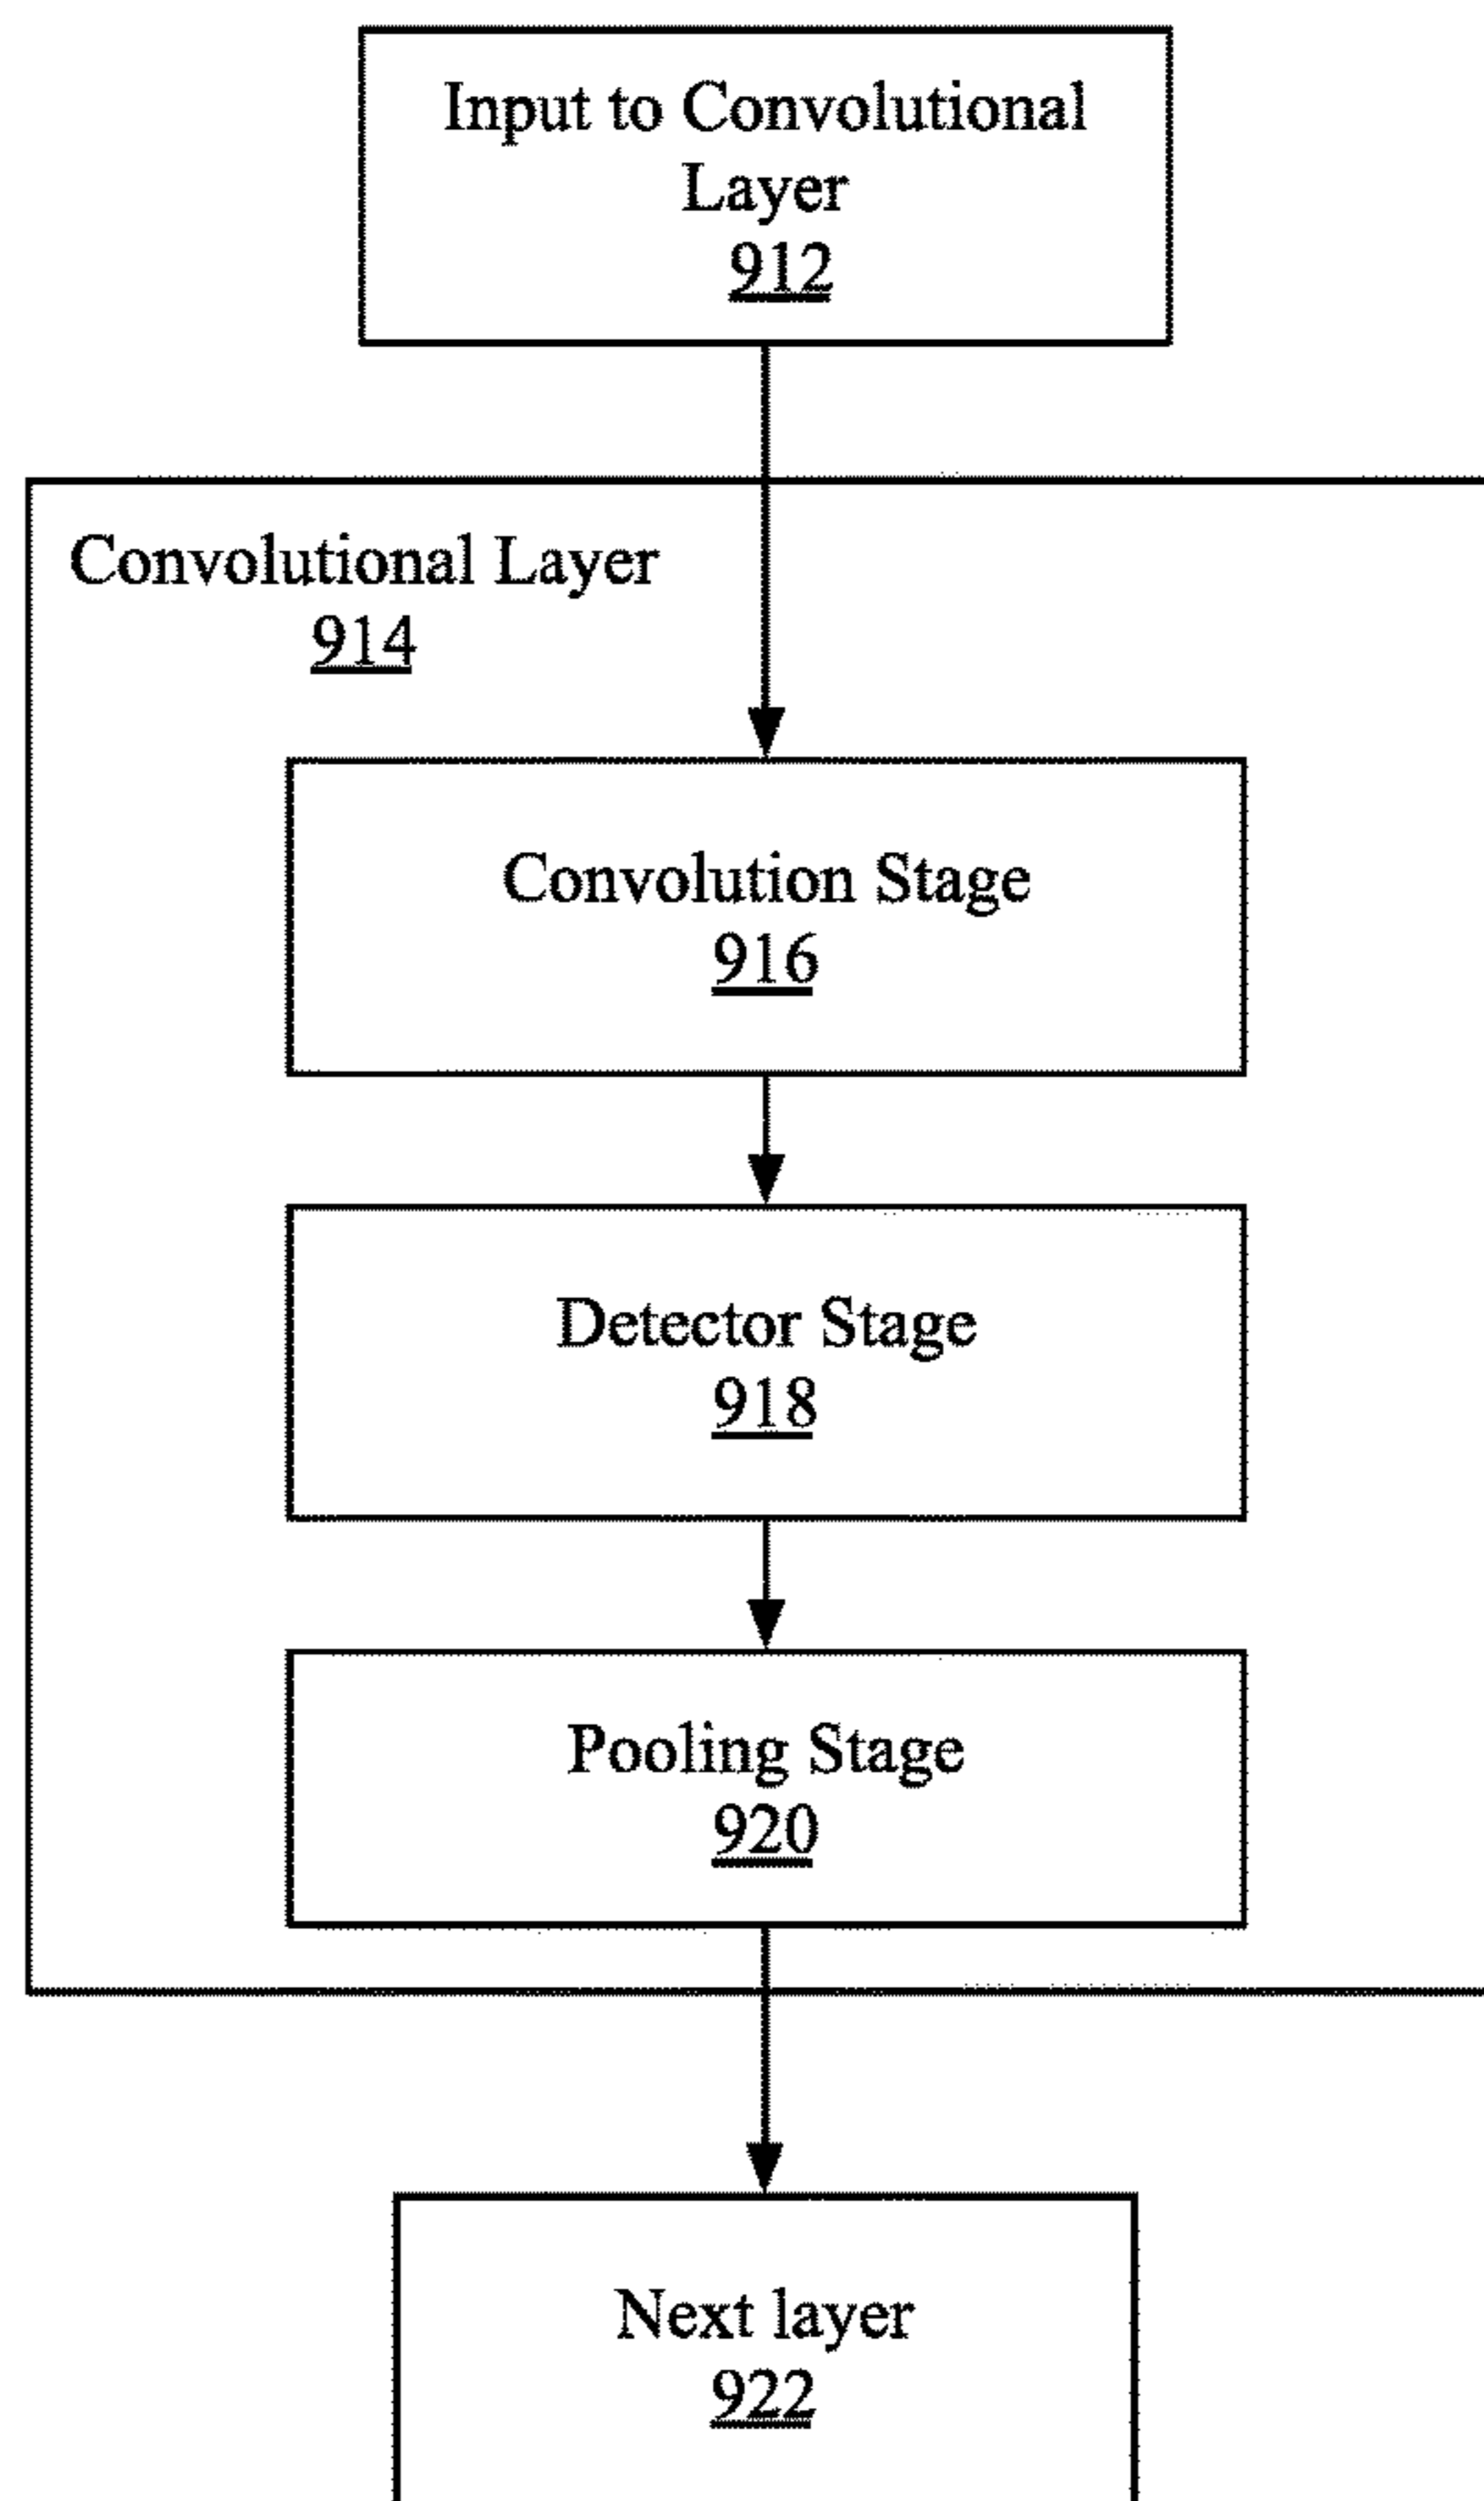 Input to Convolutional
Layer
912
Convolutional Layer
914
Convolution Stage
916
Detector Stage
918
Pooling Stage
920
Next layer
922